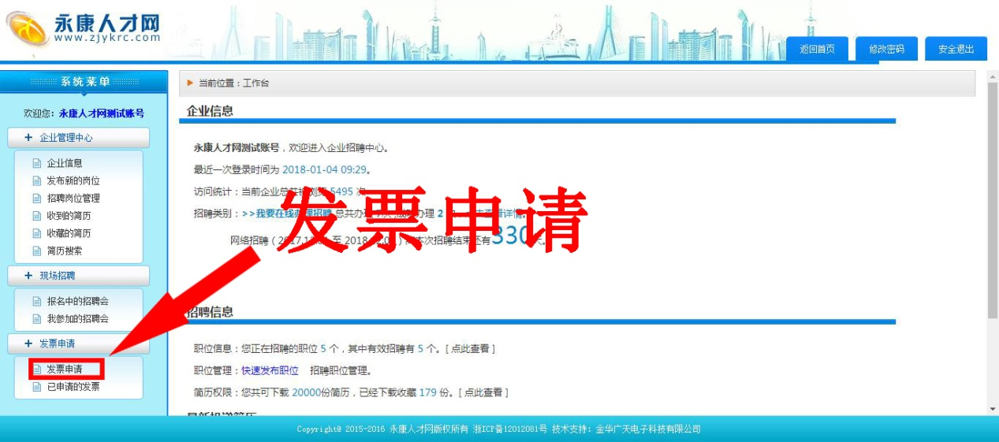 永康人才网
www.zjykrc.com
返回首页 修改密码 安全退出
系统菜单
欢迎您：永康人才网测试账号
企业管理中心
企业信息
发布新的岗位
招聘岗位管理
收到的简历
收藏的简历
简历搜索
现场招聘
报名中的招聘会
我参加的招聘会
发票申请
发票申请
已申请的发票
当前位置：工作台
企业信息
永康人才网测试账号，欢迎进入企业招聘中心。
最近一次登录时间为 2018-01-04 09:29。
访问统计：当前企业总共被浏览 5495 次
发票申请
招聘类别：>>我要在线办理招聘 总共办理 办理 2 查看详情
网络招聘（2017.1 至 2018 ）本次招聘结束还有330天。
招聘信息
职位信息：您正在招聘的职位 5 个，其中有效招聘有 5 个。[ 点此查看 ]
职位管理：快速发布职位 招聘职位管理。
简历权限：您共可下载 20000份简历，已经下载收藏 179 份。[ 点此查看 ]
最新投递简历
Copyright@ 2015-2016 永康人才网版权所有 浙ICP备12012081号 技术支持：金华广天电子科技有限公司